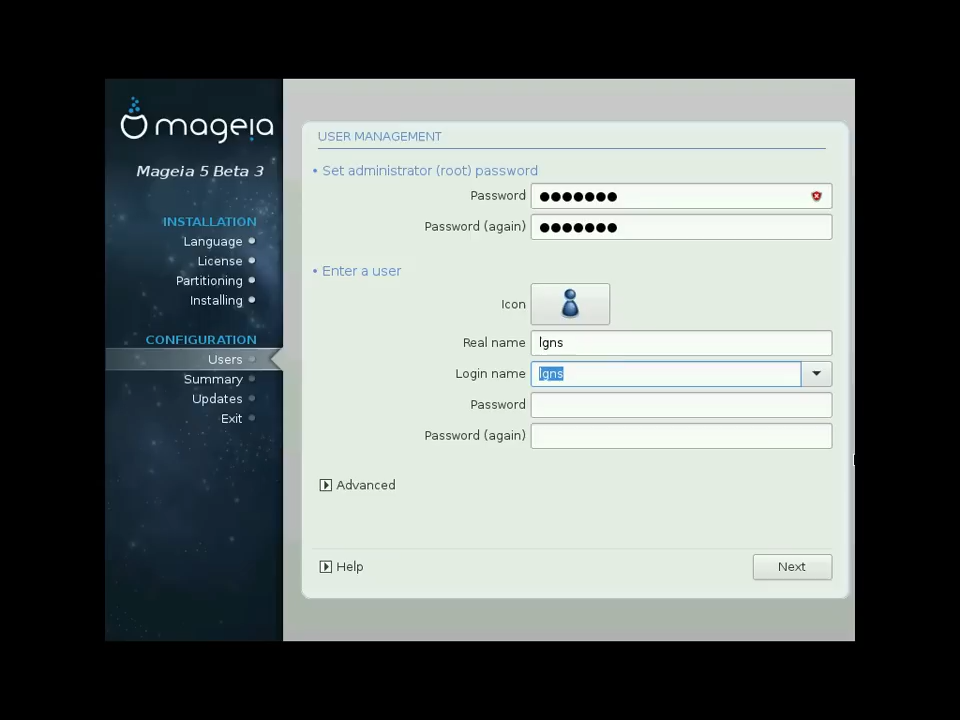 mageia
Mageia 5 Beta 3
INSTALLATION
Language
License
Partitioning
Installing
CONFIGURATION
Users
Summary
Updates
Exit
USER MANAGEMENT
• Set administrator (root) password
Password ●●●●●●●
Password (again) ●●●●●●●
• Enter a user
Icon
Real name lgns
Login name lgns
Password
Password (again)
Advanced
Help
Next